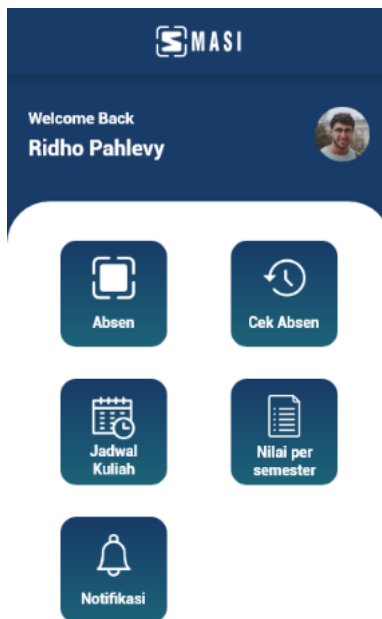 SMASI
Welcome Back
Ridho Pahlevy
Absen
Cek Absen
Jadwal
Kuliah
Nilai per
semester
Notifikasi